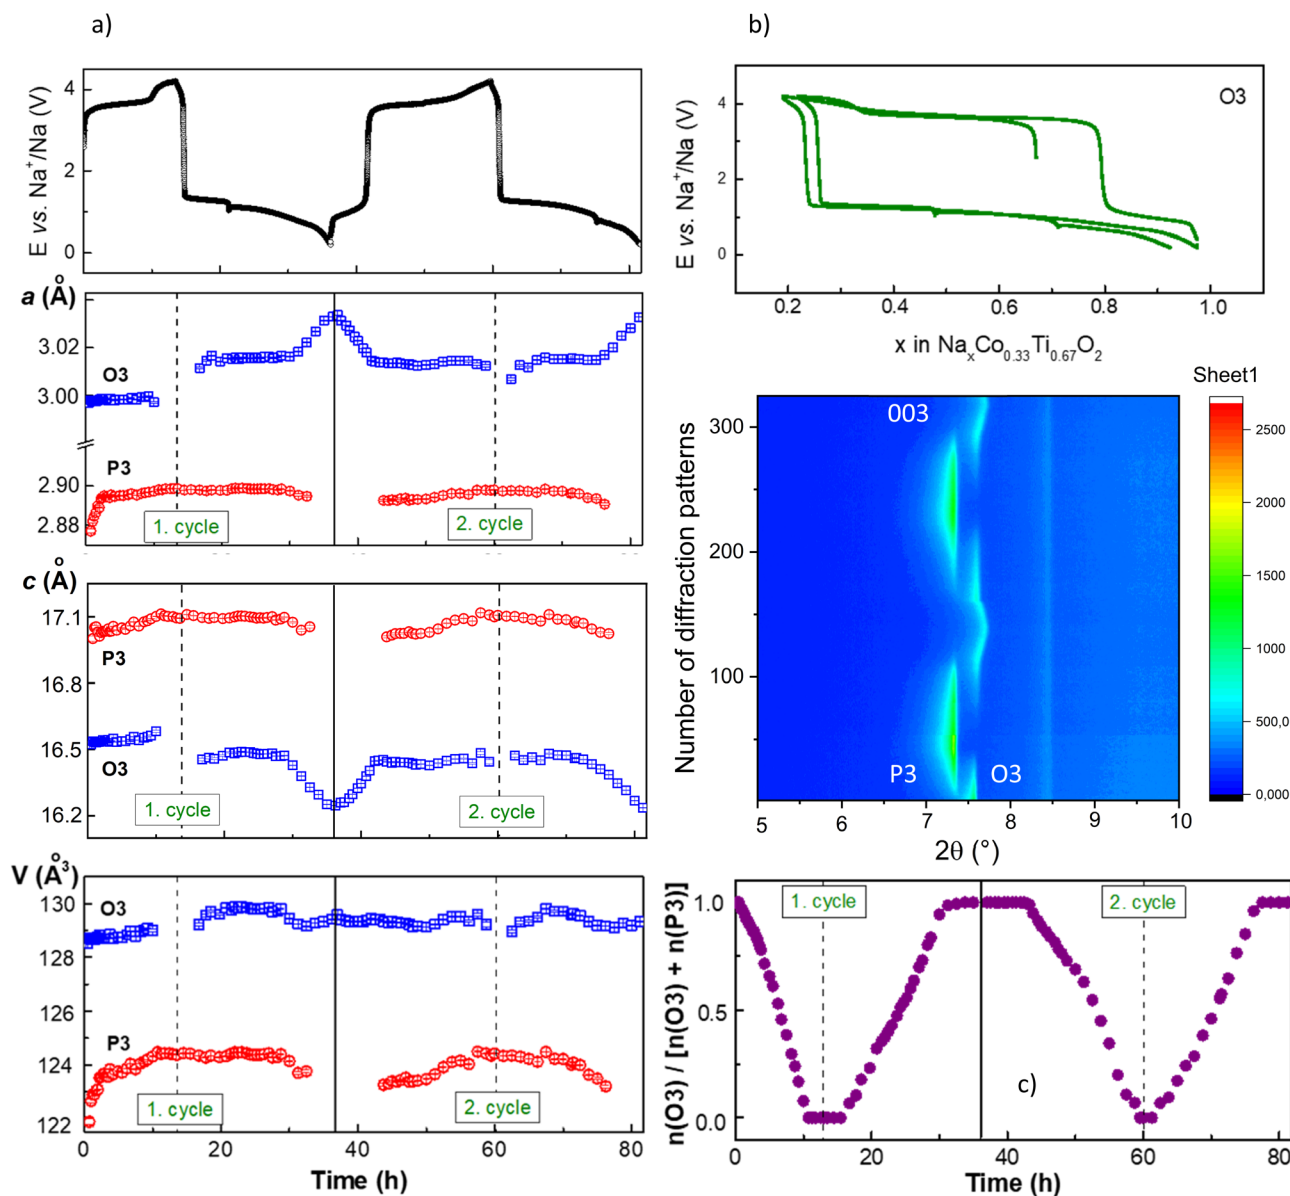 a)
E vs. Na⁺/Na (V)
4
2
0
a (Å)
3.02
O3
3.00
P3
2.90
2.88
1. cycle
2. cycle
c (Å)
17.1
P3
16.8
16.5
O3
16.2
1. cycle
2. cycle
V (Å³)
130
O3
128
126
P3
124
122
1. cycle
2. cycle
0 20 40 60 80
Time (h)
b)
O3
E vs. Na⁺/Na (V)
4
2
0
0.2 0.4 0.6 0.8 1.0
x in NaₓCo₀.₃₃Ti₀.₆₇O₂
Sheet1
003
Number of diffraction patterns
300
200
100
P3 O3
5 6 7 8 9 10
2θ (°)
2500
2000
1500
1000
500,0
0,000
n(O3) / [n(O3) + n(P3)]
1.0
0.5
0.0
1. cycle
2. cycle
c)
0 20 40 60 80
Time (h)